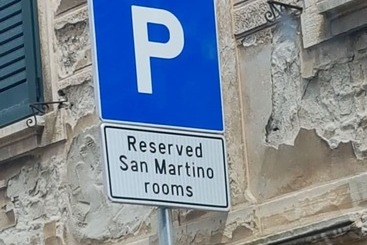 P
Reserved
San Martino
rooms